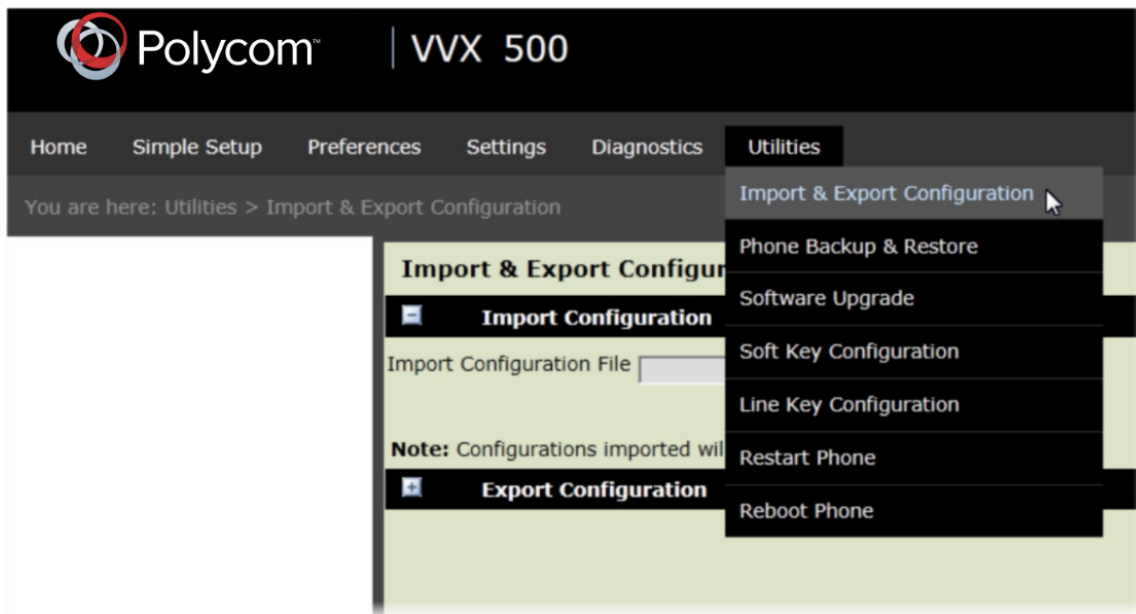 Polycom™ | VVX 500
Home Simple Setup Preferences Settings Diagnostics Utilities
You are here: Utilities > Import & Export Configuration
Import & Export Configuration
Phone Backup & Restore
Software Upgrade
Soft Key Configuration
Line Key Configuration
Restart Phone
Reboot Phone
Import & Export Configur
Import Configuration
Import Configuration File
Note: Configurations imported wil
Export Configuration